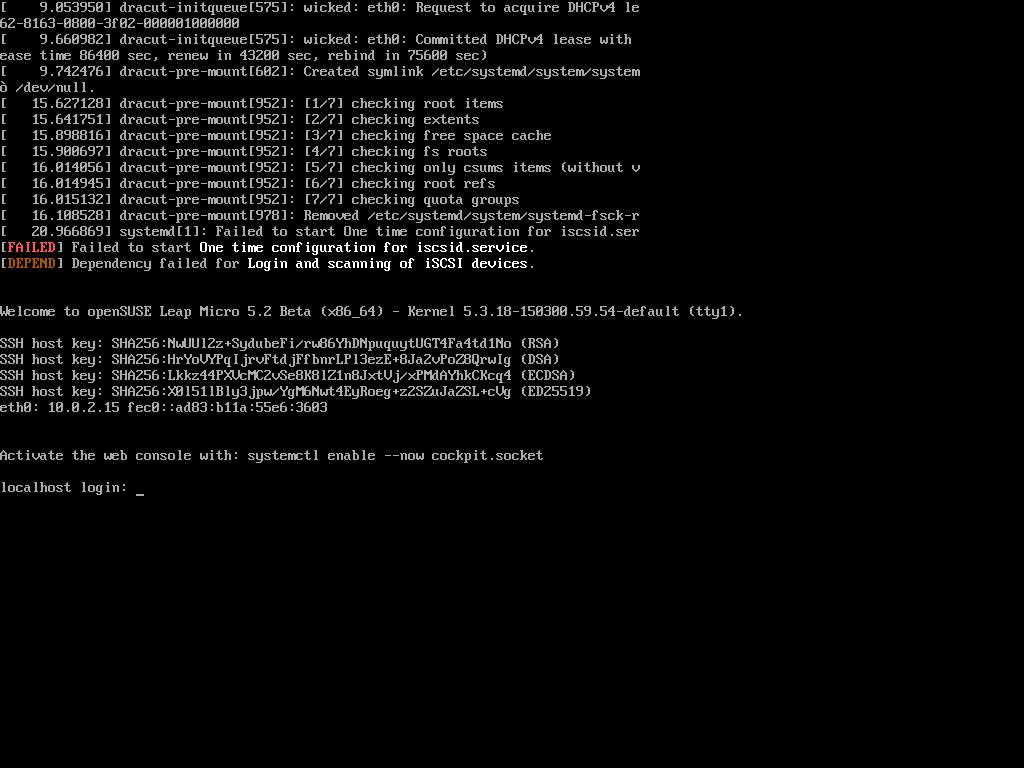 [    9.053950] dracut-initqueue[575]: wicked: eth0: Request to acquire DHCPv4 le
62-8163-0800-3f02-000001000000
[    9.660982] dracut-initqueue[575]: wicked: eth0: Committed DHCPv4 lease with
ease time 86400 sec, renew in 43200 sec, rebind in 75600 sec)
[    9.742476] dracut-pre-mount[602]: Created symlink /etc/systemd/system/system
ò /dev/null.
[   15.627128] dracut-pre-mount[952]: [1/7] checking root items
[   15.641751] dracut-pre-mount[952]: [2/7] checking extents
[   15.898816] dracut-pre-mount[952]: [3/7] checking free space cache
[   15.900697] dracut-pre-mount[952]: [4/7] checking fs roots
[   16.014056] dracut-pre-mount[952]: [5/7] checking only csums items (without v
[   16.014945] dracut-pre-mount[952]: [6/7] checking root refs
[   16.015132] dracut-pre-mount[952]: [7/7] checking quota groups
[   16.108528] dracut-pre-mount[978]: Removed /etc/systemd/system/systemd-fsck-r
[   20.966869] systemd[1]: Failed to start One time configuration for iscsid.ser
[FAILED] Failed to start One time configuration for iscsid.service.
[DEPEND] Dependency failed for Login and scanning of iSCSI devices.
Welcome to openSUSE Leap Micro 5.2 Beta (x86_64) - Kernel 5.3.18-150300.59.54-default (tty1).
SSH host key: SHA256:NwUUl2z+SydubeFi/rw86YhDNpuquytUGT4Fa4td1No (RSA)
SSH host key: SHA256:HrYoVYPqIjrvFtdjFfbnrLPl3ezE+8Ja2vPoZ8QrwIg (DSA)
SSH host key: SHA256:Lkkz44PXVcMC2vSe8K8lZ1n8JxtVj/xPMdAYhkCKcq4 (ECDSA)
SSH host key: SHA256:X0l51lBly3jpw/YgM6Nwt4EyRoeg+z2SZuJaZSL+cVg (ED25519)
eth0: 10.0.2.15 fec0::ad83:b11a:55e6:3603
Activate the web console with: systemctl enable --now cockpit.socket
localhost login: _